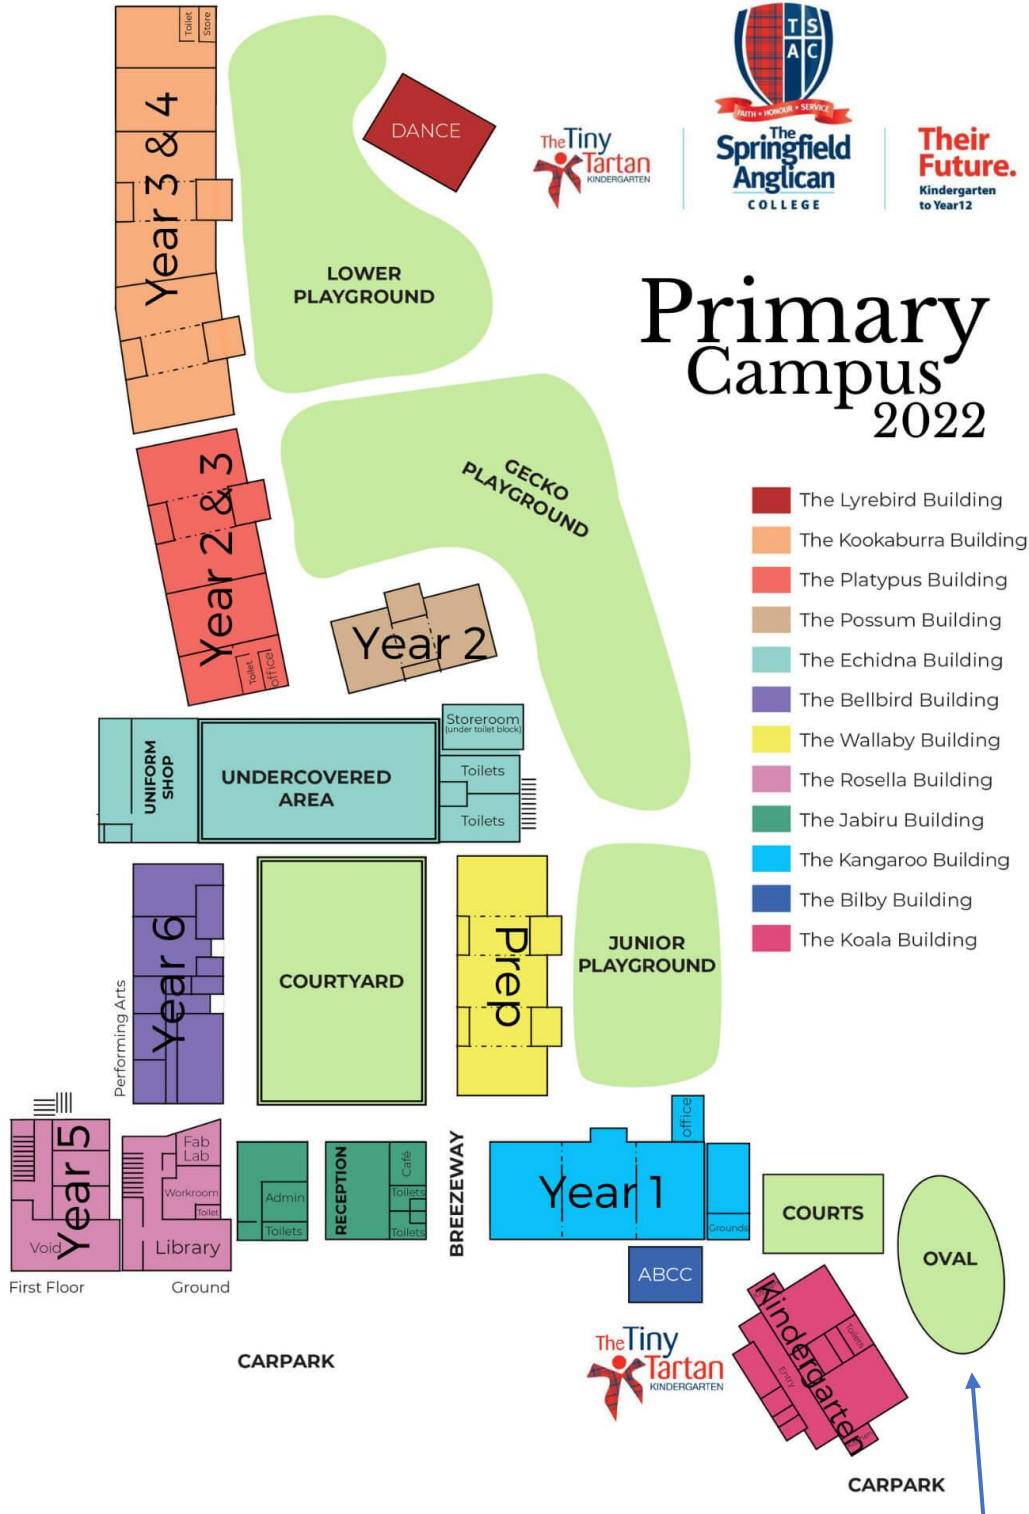 Toilet
Store
Year 3 & 4
DANCE
LOWER
PLAYGROUND
The Tiny
Tartan
KINDERGARTEN
TS
AC
FAITH • HONOUR • SERVICE
The
Springfield
Anglican
COLLEGE
Their
Future.
Kindergarten
to Year12
Primary
Campus
2022
GECKO
PLAYGROUND
Year 2 & 3
Toilet
office
Year 2
The Lyrebird Building
The Kookaburra Building
The Platypus Building
The Possum Building
The Echidna Building
The Bellbird Building
The Wallaby Building
The Rosella Building
The Jabiru Building
The Kangaroo Building
The Bilby Building
The Koala Building
UNIFORM
SHOP
UNDERCOVERED
AREA
Storeroom
(under toilet block)
Toilets
Toilets
Performing Arts
Year 6
COURTYARD
Prep
JUNIOR
PLAYGROUND
Year 5
Void
First Floor
Fab
Lab
Workroom
Toilet
Library
Ground
Admin
Toilets
RECEPTION
Café
Toilets
Toilets
BREEZEWAY
office
Year 1
Grounds
COURTS
OVAL
ABCC
Kindergarten
Toilets
Entry
The Tiny
Tartan
KINDERGARTEN
CARPARK
CARPARK